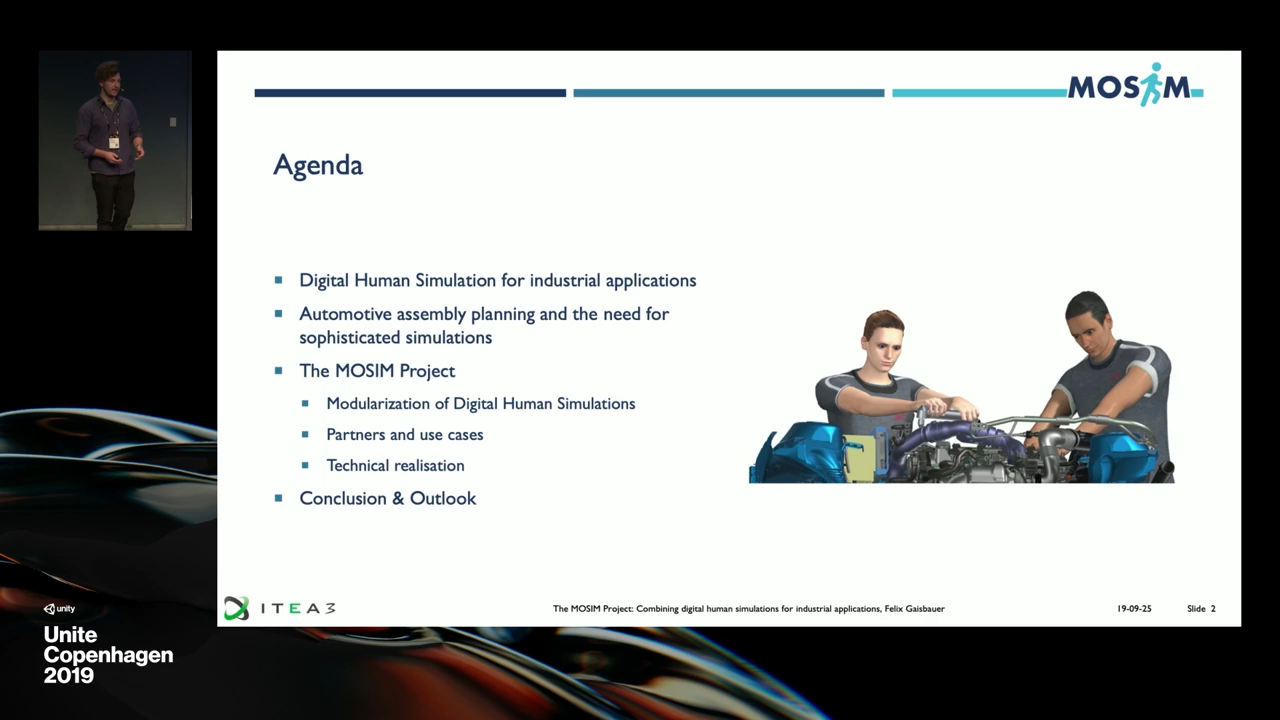 MOSIM
Agenda
Digital Human Simulation for industrial applications
Automotive assembly planning and the need for
sophisticated simulations
The MOSIM Project
Modularization of Digital Human Simulations
Partners and use cases
Technical realisation
Conclusion & Outlook
ITEA3
The MOSIM Project: Combining digital human simulations for industrial applications, Felix Gaisbauer
19-09-25
Slide 2
unity
Unite
Copenhagen
2019